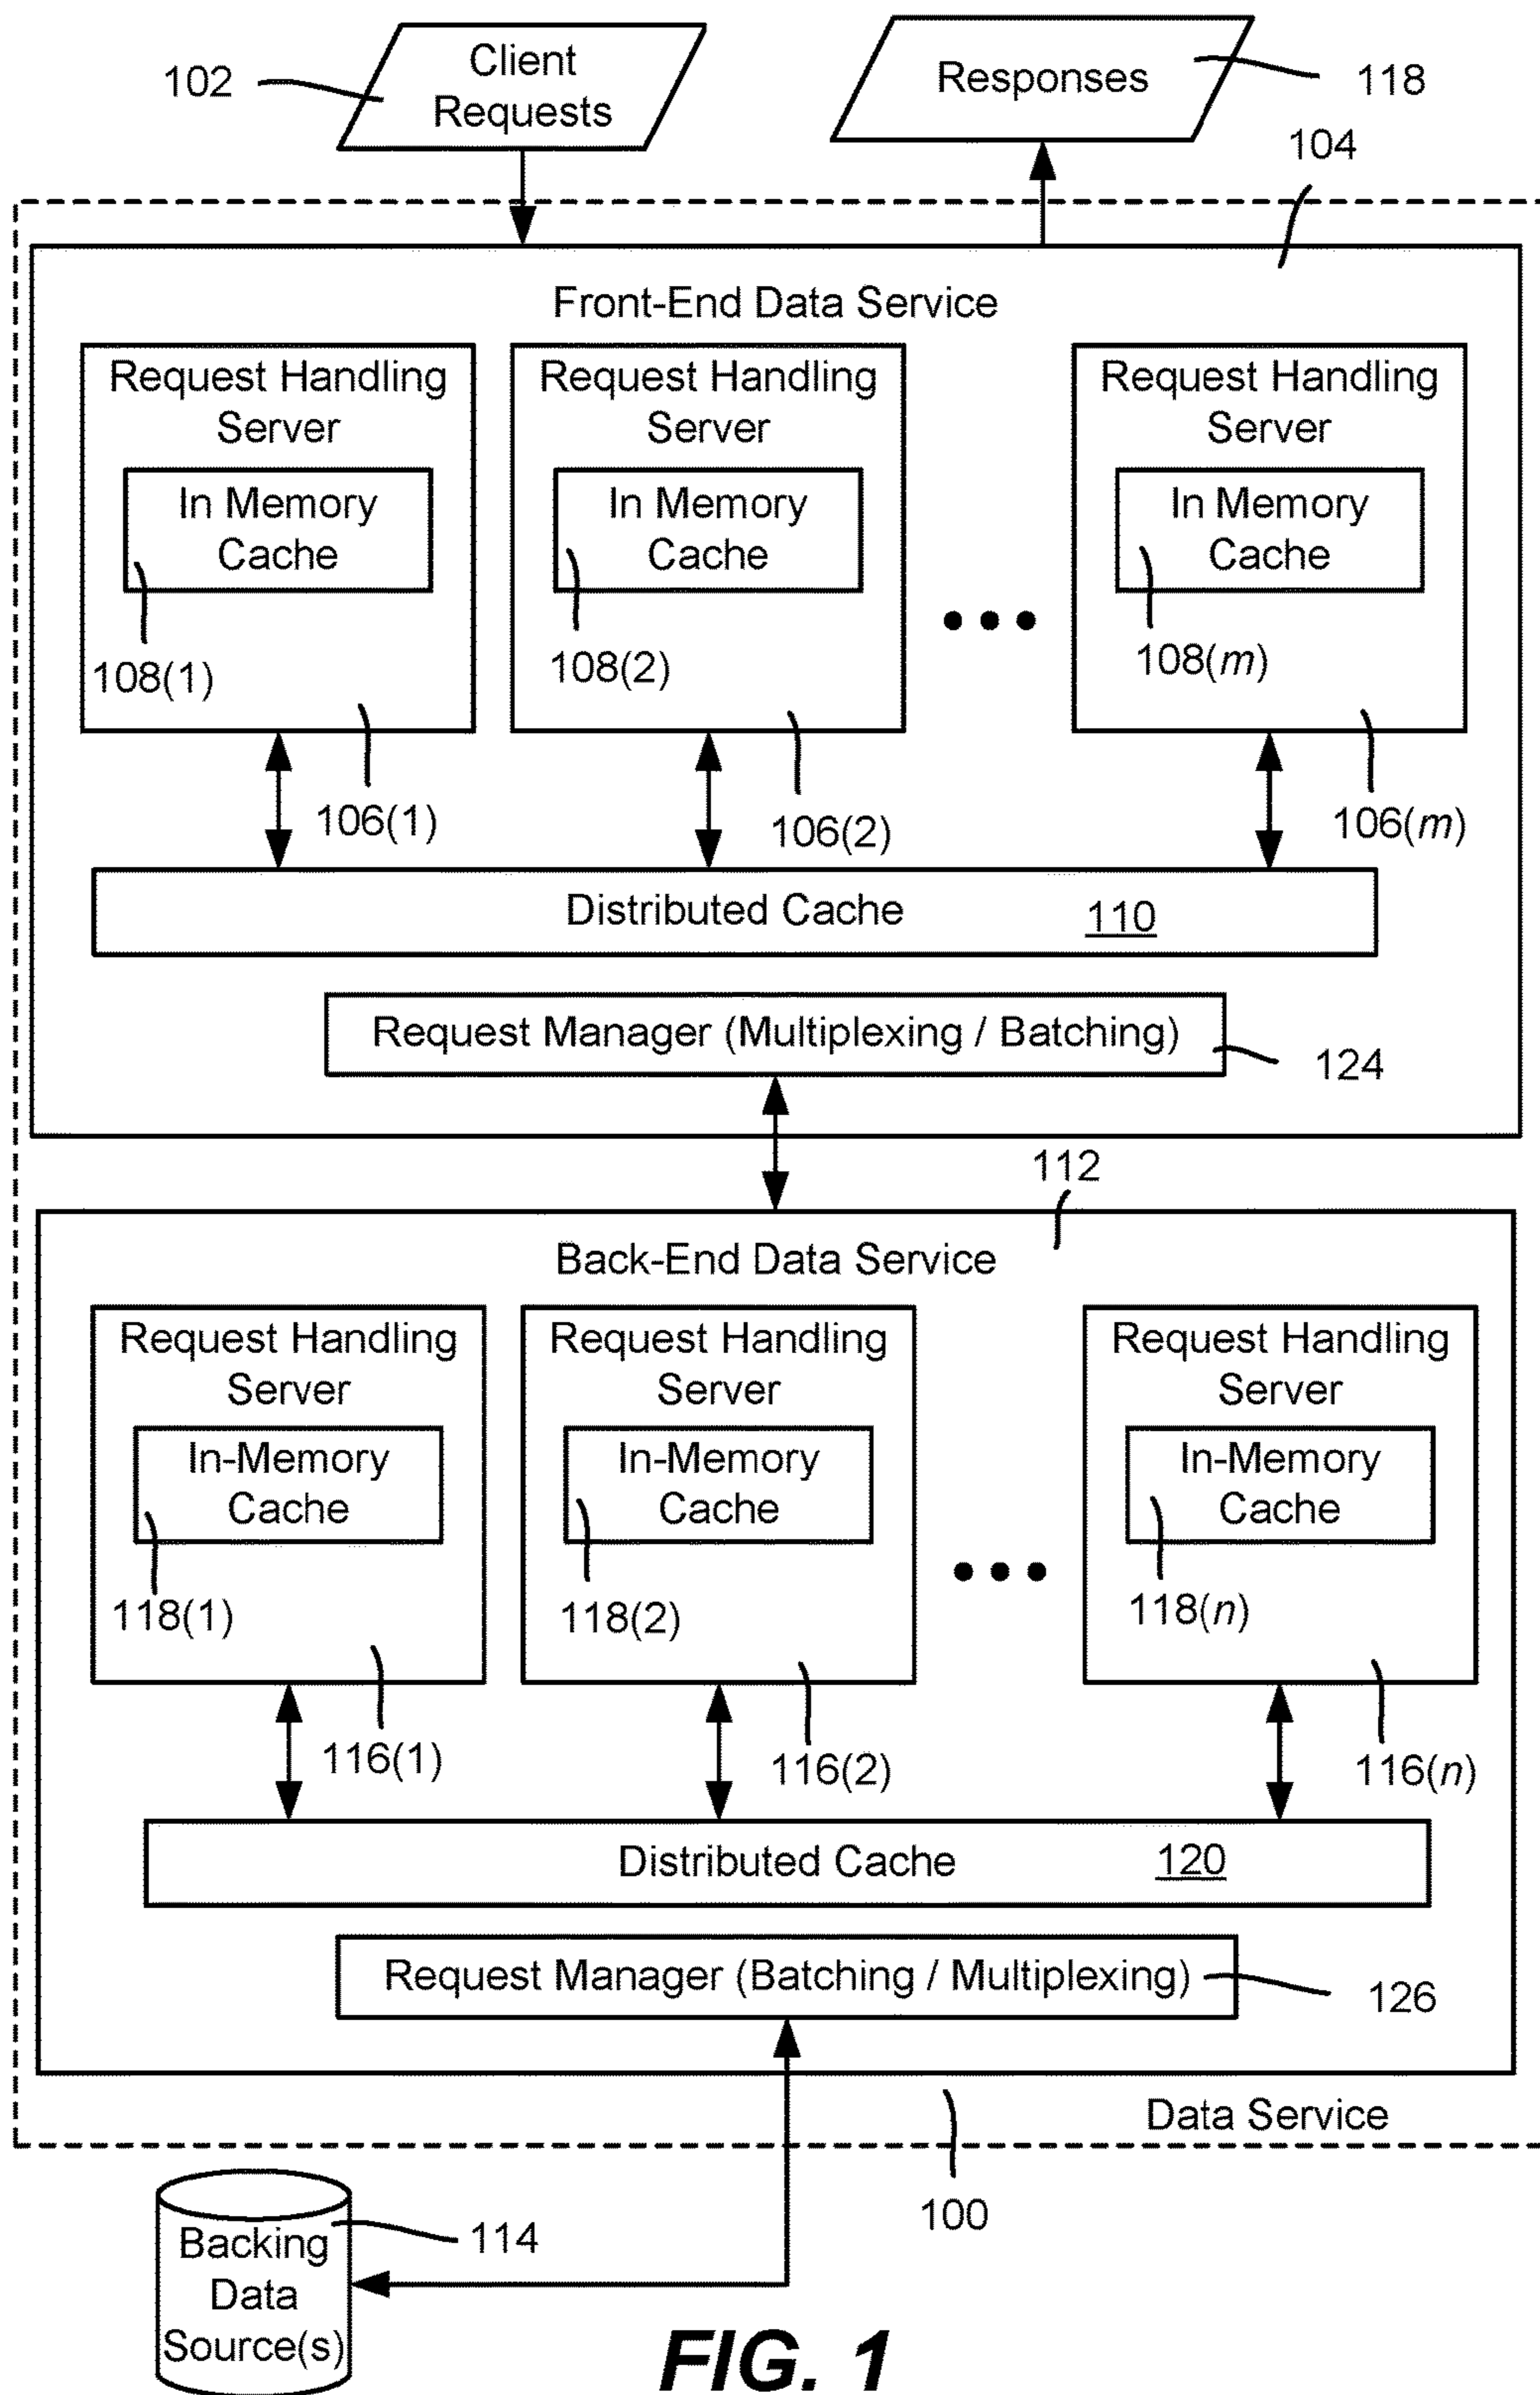 Client
Requests
102
Responses
118
104
Front-End Data Service
Request Handling
Server
In Memory
Cache
108(1)
106(1)
Request Handling
Server
In Memory
Cache
108(2)
106(2)
Request Handling
Server
In Memory
Cache
108(m)
106(m)
Distributed Cache 110
Request Manager (Multiplexing / Batching)
124
112
Back-End Data Service
Request Handling
Server
In-Memory
Cache
118(1)
116(1)
Request Handling
Server
In-Memory
Cache
118(2)
116(2)
Request Handling
Server
In-Memory
Cache
118(n)
116(n)
Distributed Cache 120
Request Manager (Batching / Multiplexing)
126
Data Service
100
Backing
Data
Source(s)
114
FIG. 1